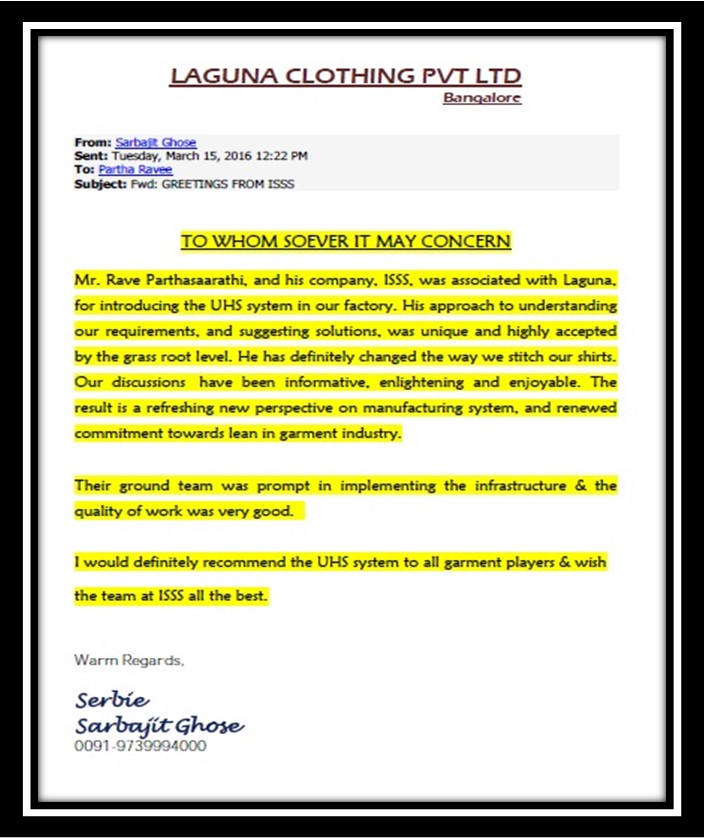 LAGUNA CLOTHING PVT LTD
Bangalore
From: Sarbajit Ghose
Sent: Tuesday, March 15, 2016 12:22 PM
To: Partha Ravee
Subject: Fwd: GREETINGS FROM ISSS
TO WHOM SOEVER IT MAY CONCERN
Mr. Rave Parthasaarathi, and his company, ISSS, was associated with Laguna,
for introducing the UHS system in our factory. His approach to understanding
our requirements, and suggesting solutions, was unique and highly accepted
by the grass root level. He has definitely changed the way we stitch our shirts.
Our discussions have been informative, enlightening and enjoyable. The
result is a refreshing new perspective on manufacturing system, and renewed
commitment towards lean in garment industry.
Their ground team was prompt in implementing the infrastructure & the
quality of work was very good.
I would definitely recommend the UHS system to all garment players & wish
the team at ISSS all the best.
Warm Regards,
Serbie
Sarbajit Ghose
0091-9739994000